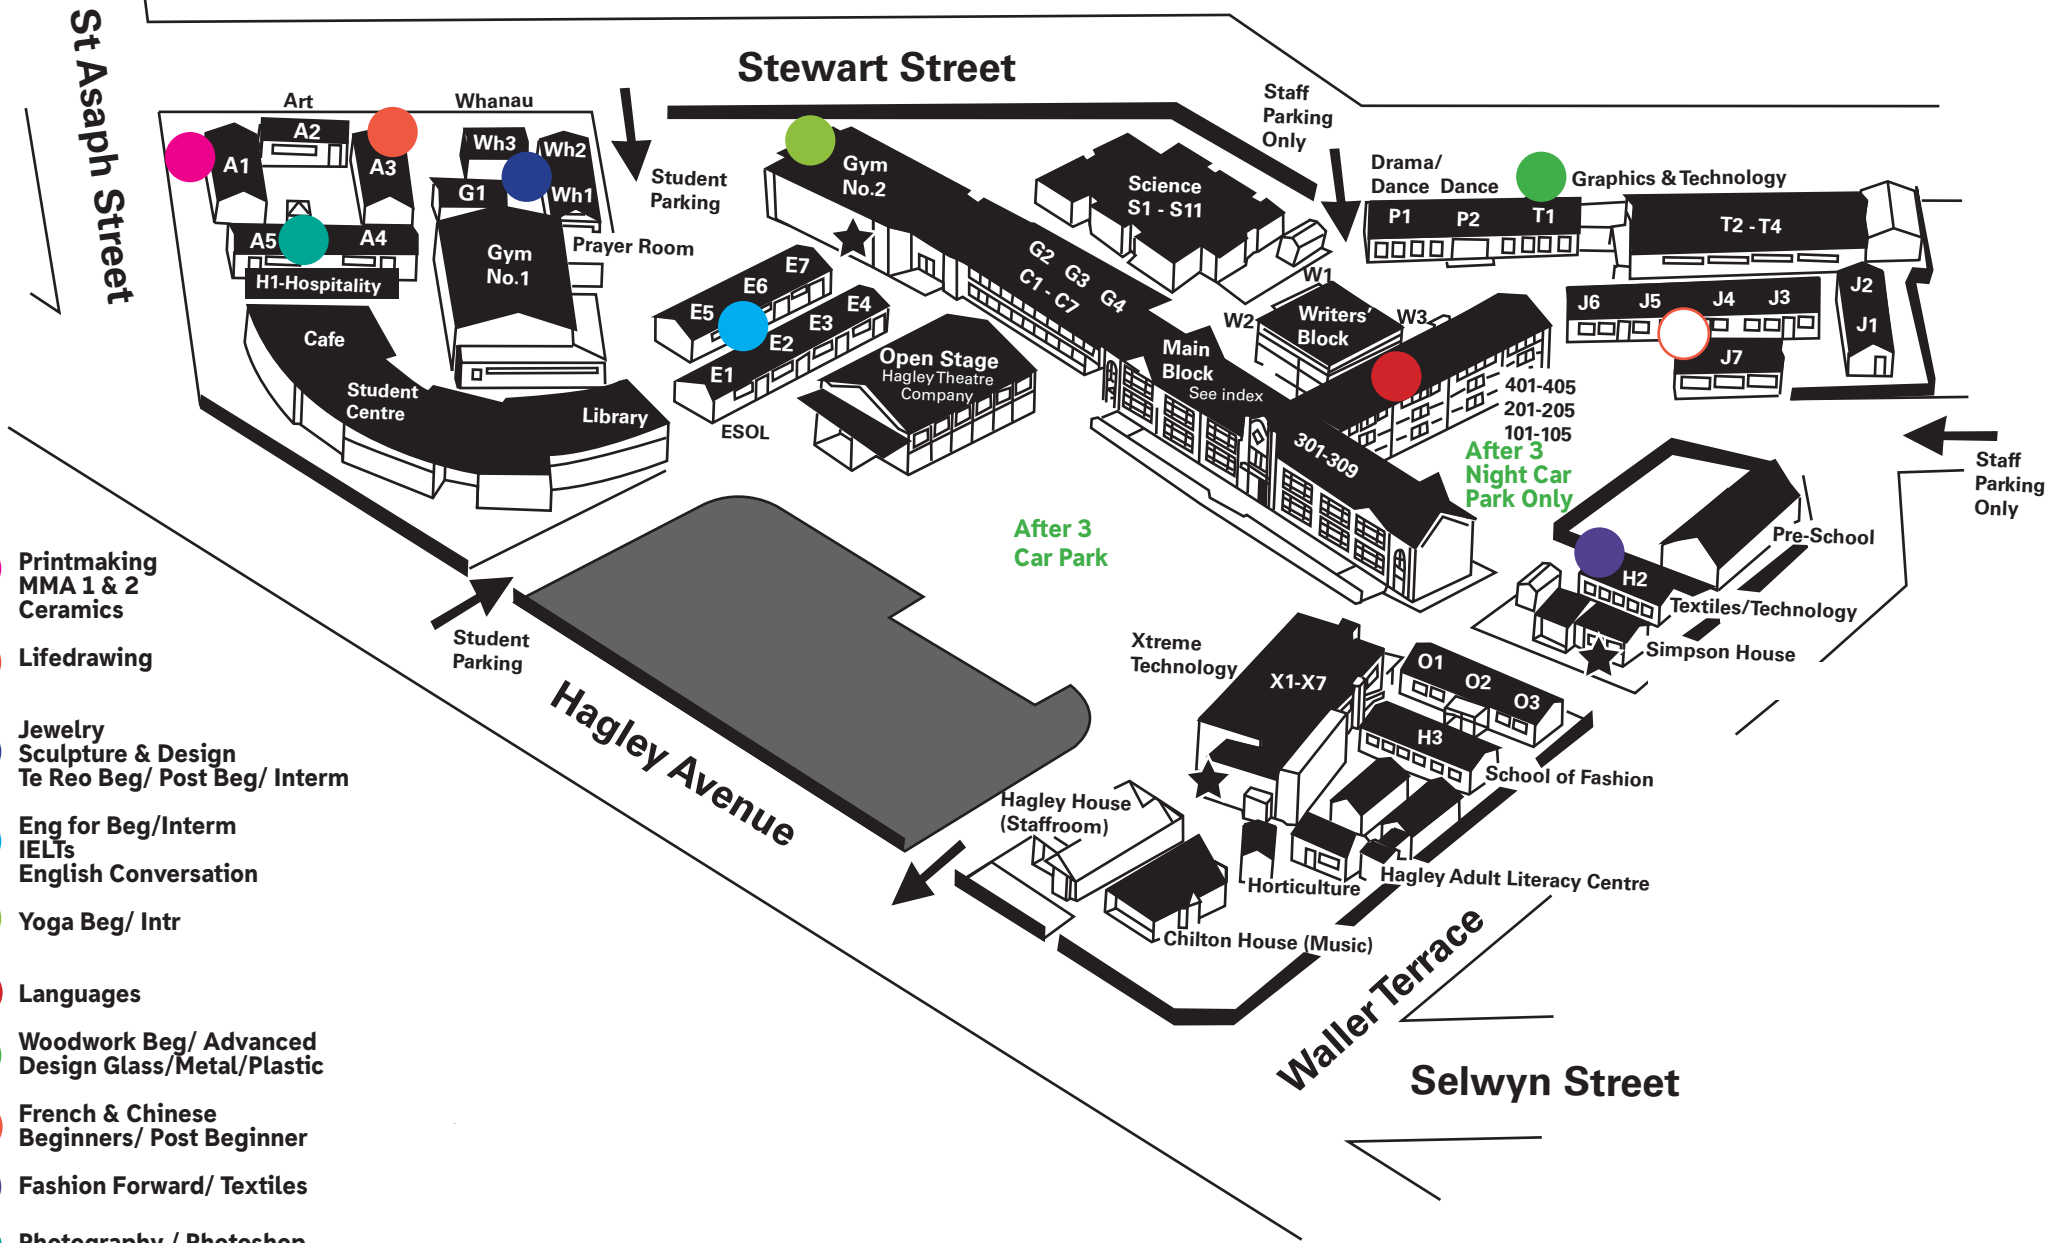 St Asaph Street
Stewart Street
Art
Whanau
A1
A2
A3
A5
A4
H1-Hospitality
Wh3
Wh2
Wh1
G1
Gym
No.1
Prayer Room
Student
Parking
Cafe
Student
Centre
Library
Gym
No.2
E7
E6
E5
E4
E3
E2
E1
ESOL
Open Stage
Hagley Theatre
Company
G2 G3 G4
C1 - C7
Science
S1 - S11
Staff
Parking
Only
W1
W2
W3
Writers'
Block
Main
Block
See index
301-309
401-405
201-205
101-105
After 3
Night Car
Park Only
After 3
Car Park
Drama/
Dance Dance
Graphics & Technology
P1
P2
T1
T2 - T4
J6
J5
J4
J3
J2
J1
J7
Staff
Parking
Only
Pre-School
H2
Textiles/Technology
Simpson House
Xtreme
Technology
X1-X7
O1
O2
O3
H3
School of Fashion
Hagley House
(Staffroom)
Horticulture
Hagley Adult Literacy Centre
Chilton House (Music)
Student
Parking
Hagley Avenue
Waller Terrace
Selwyn Street
Printmaking
MMA 1 & 2
Ceramics
Lifedrawing
Jewelry
Sculpture & Design
Te Reo Beg/ Post Beg/ Interm
Eng for Beg/Interm
IELTs
English Conversation
Yoga Beg/ Intr
Languages
Woodwork Beg/ Advanced
Design Glass/Metal/Plastic
French & Chinese
Beginners/ Post Beginner
Fashion Forward/ Textiles
Photography / Photoshop